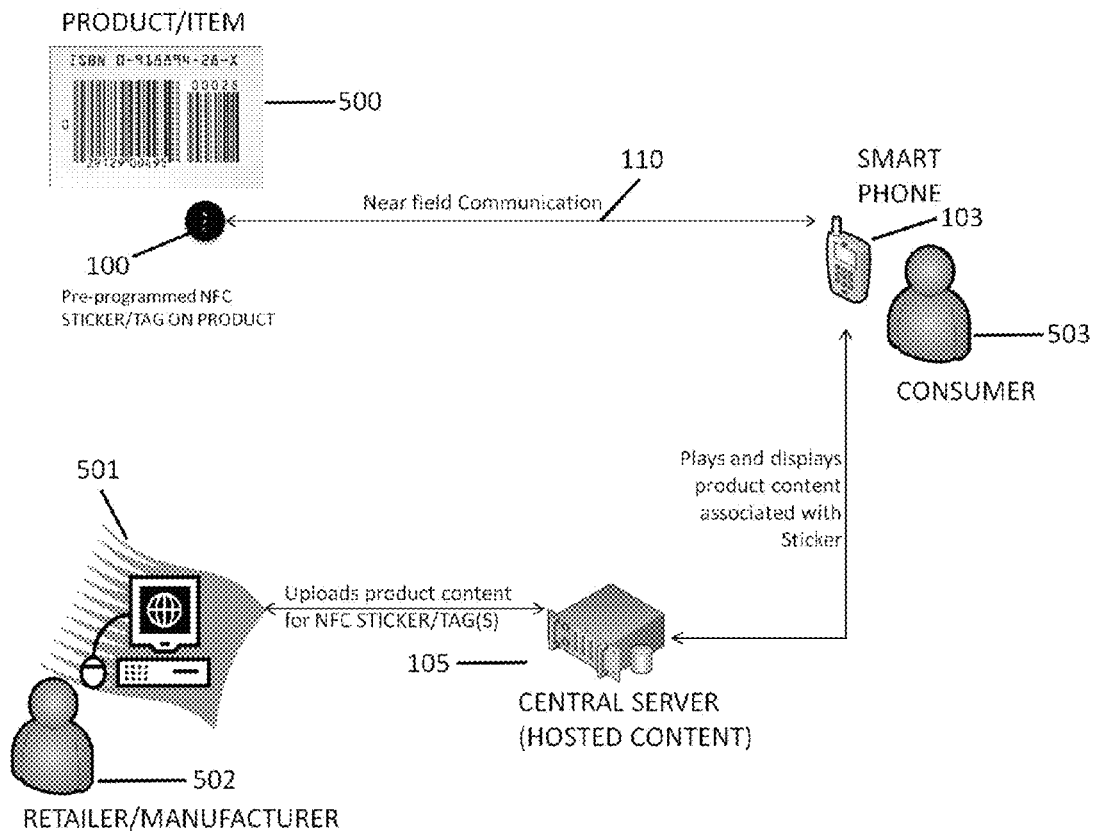 PRODUCT/ITEM
00025
0
500
110
Near field Communication
SMART
PHONE
103
100
Pre-programmed NFC
STICKER/TAG ON PRODUCT
503
CONSUMER
501
Plays and displays
product content
associated with
Sticker
Uploads product content
for NFC STICKER/TAG(S)
105
CENTRAL SERVER
(HOSTED CONTENT)
502
RETAILER/MANUFACTURER